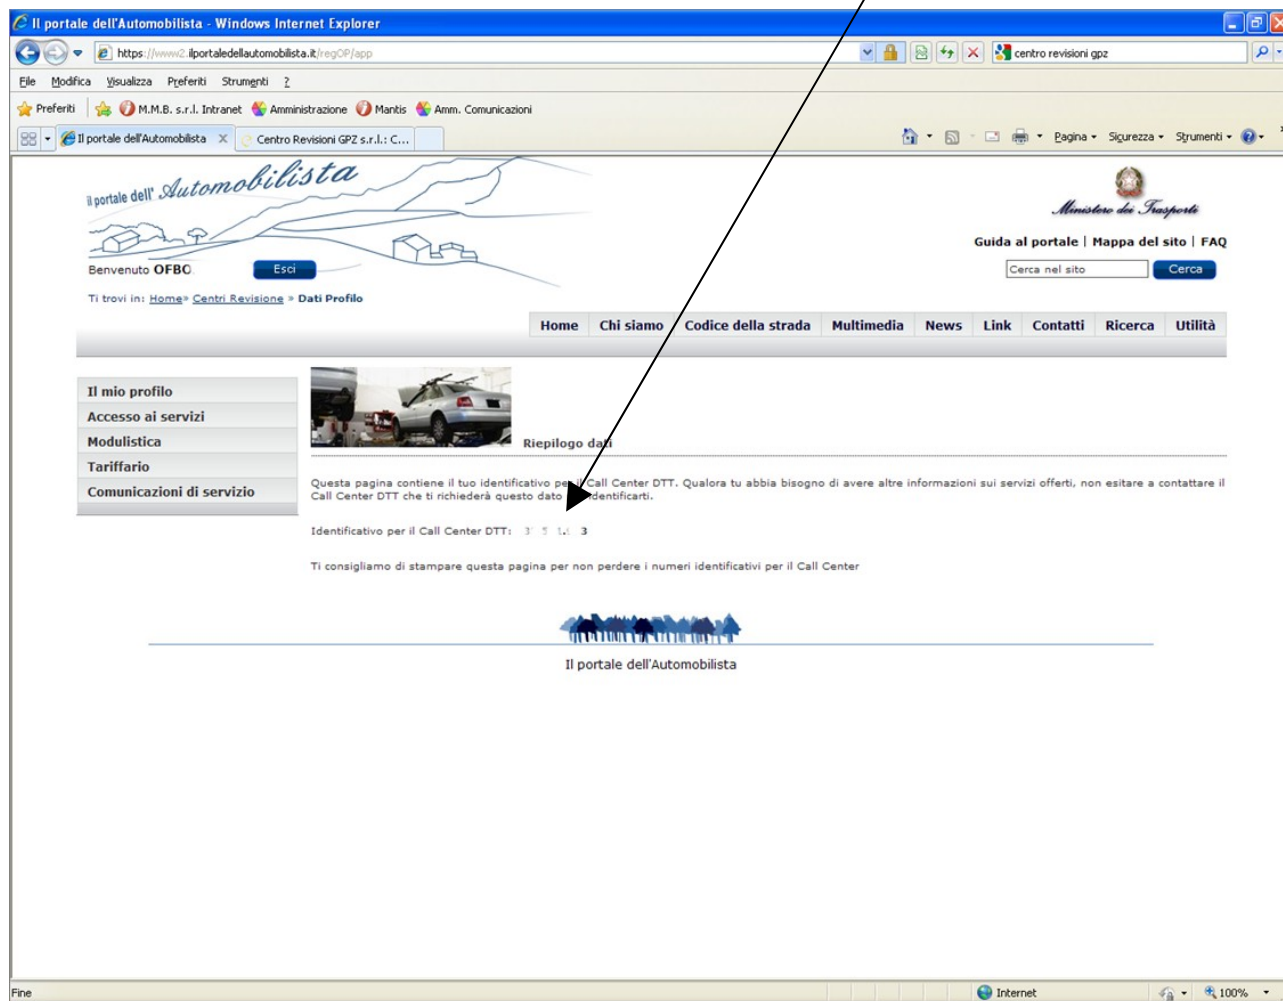 Il portale dell'Automobilista - Windows Internet Explorer
https://www2.ilportaledellautomobilista.it/regOP/app
centro revisioni gpz
File Modifica Visualizza Preferiti Strumenti ?
Preferiti M.M.B. s.r.l. Intranet Amministrazione Mantis Amm. Comunicazioni
Il portale dell'Automobilista X Centro Revisioni GPZ s.r.l.: C...
Pagina Sicurezza Strumenti
il portale dell' Automobilista
Ministero dei Trasporti
Guida al portale | Mappa del sito | FAQ
Benvenuto OFBO Esci
Cerca nel sito Cerca
Ti trovi in: Home» Centri Revisione » Dati Profilo
Home Chi siamo Codice della strada Multimedia News Link Contatti Ricerca Utilità
Il mio profilo
Accesso ai servizi
Modulistica
Tariffario
Comunicazioni di servizio
Riepilogo dati
Questa pagina contiene il tuo identificativo per il Call Center DTT. Qualora tu abbia bisogno di avere altre informazioni sui servizi offerti, non esitare a contattare il
Call Center DTT che ti richiederà questo dato identificarti.
Identificativo per il Call Center DTT: 3
Ti consigliamo di stampare questa pagina per non perdere i numeri identificativi per il Call Center
Il portale dell'Automobilista
Fine Internet 100%